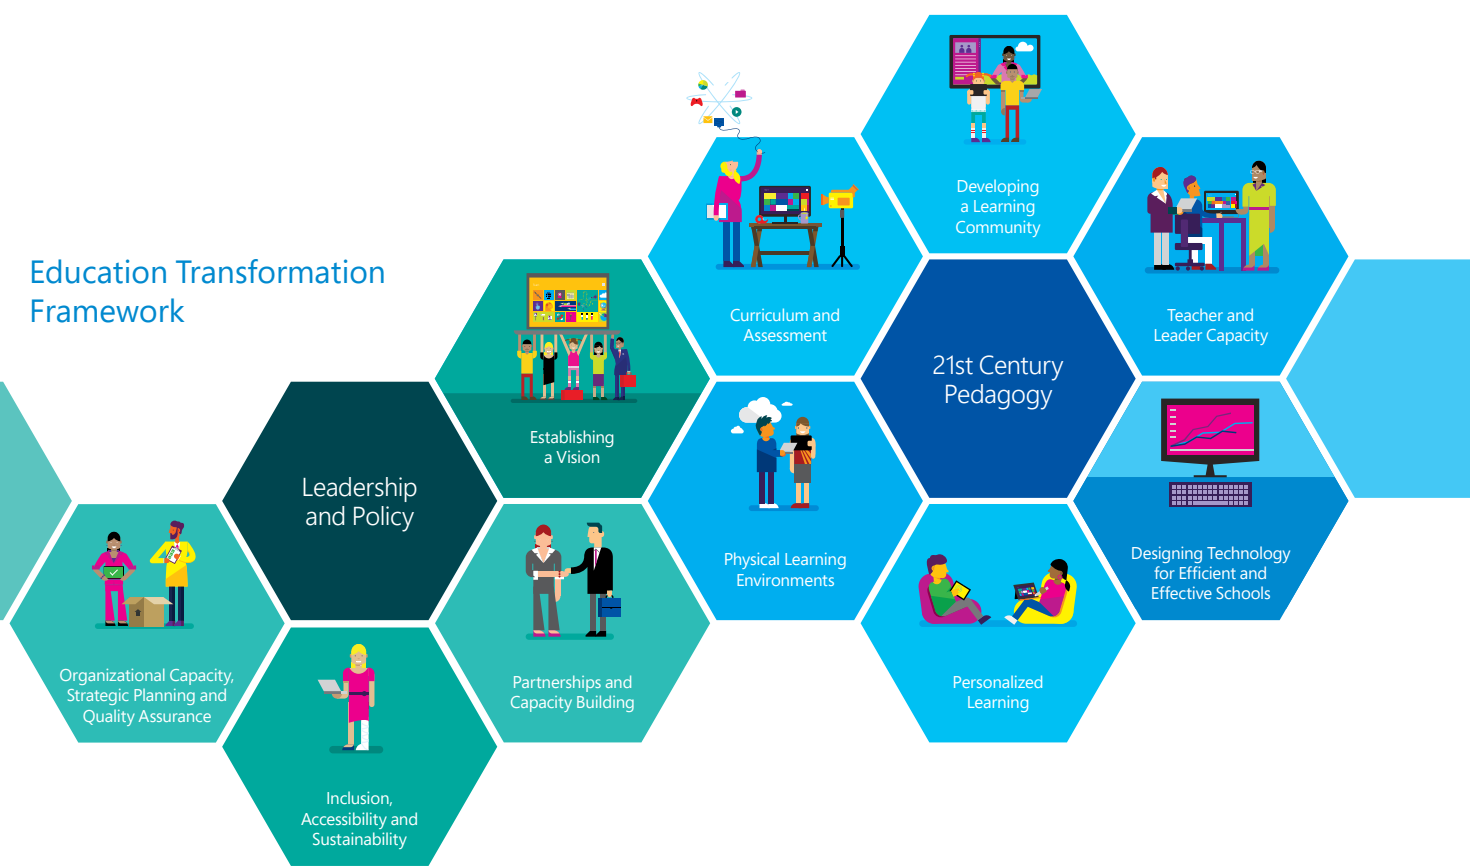 Education Transformation
Framework
Developing
a Learning
Community
Curriculum and
Assessment
Teacher and
Leader Capacity
21st Century
Pedagogy
Establishing
a Vision
Leadership
and Policy
Physical Learning
Environments
Designing Technology
for Efficient and
Effective Schools
Organizational Capacity,
Strategic Planning and
Quality Assurance
Partnerships and
Capacity Building
Personalized
Learning
Inclusion,
Accessibility and
Sustainability